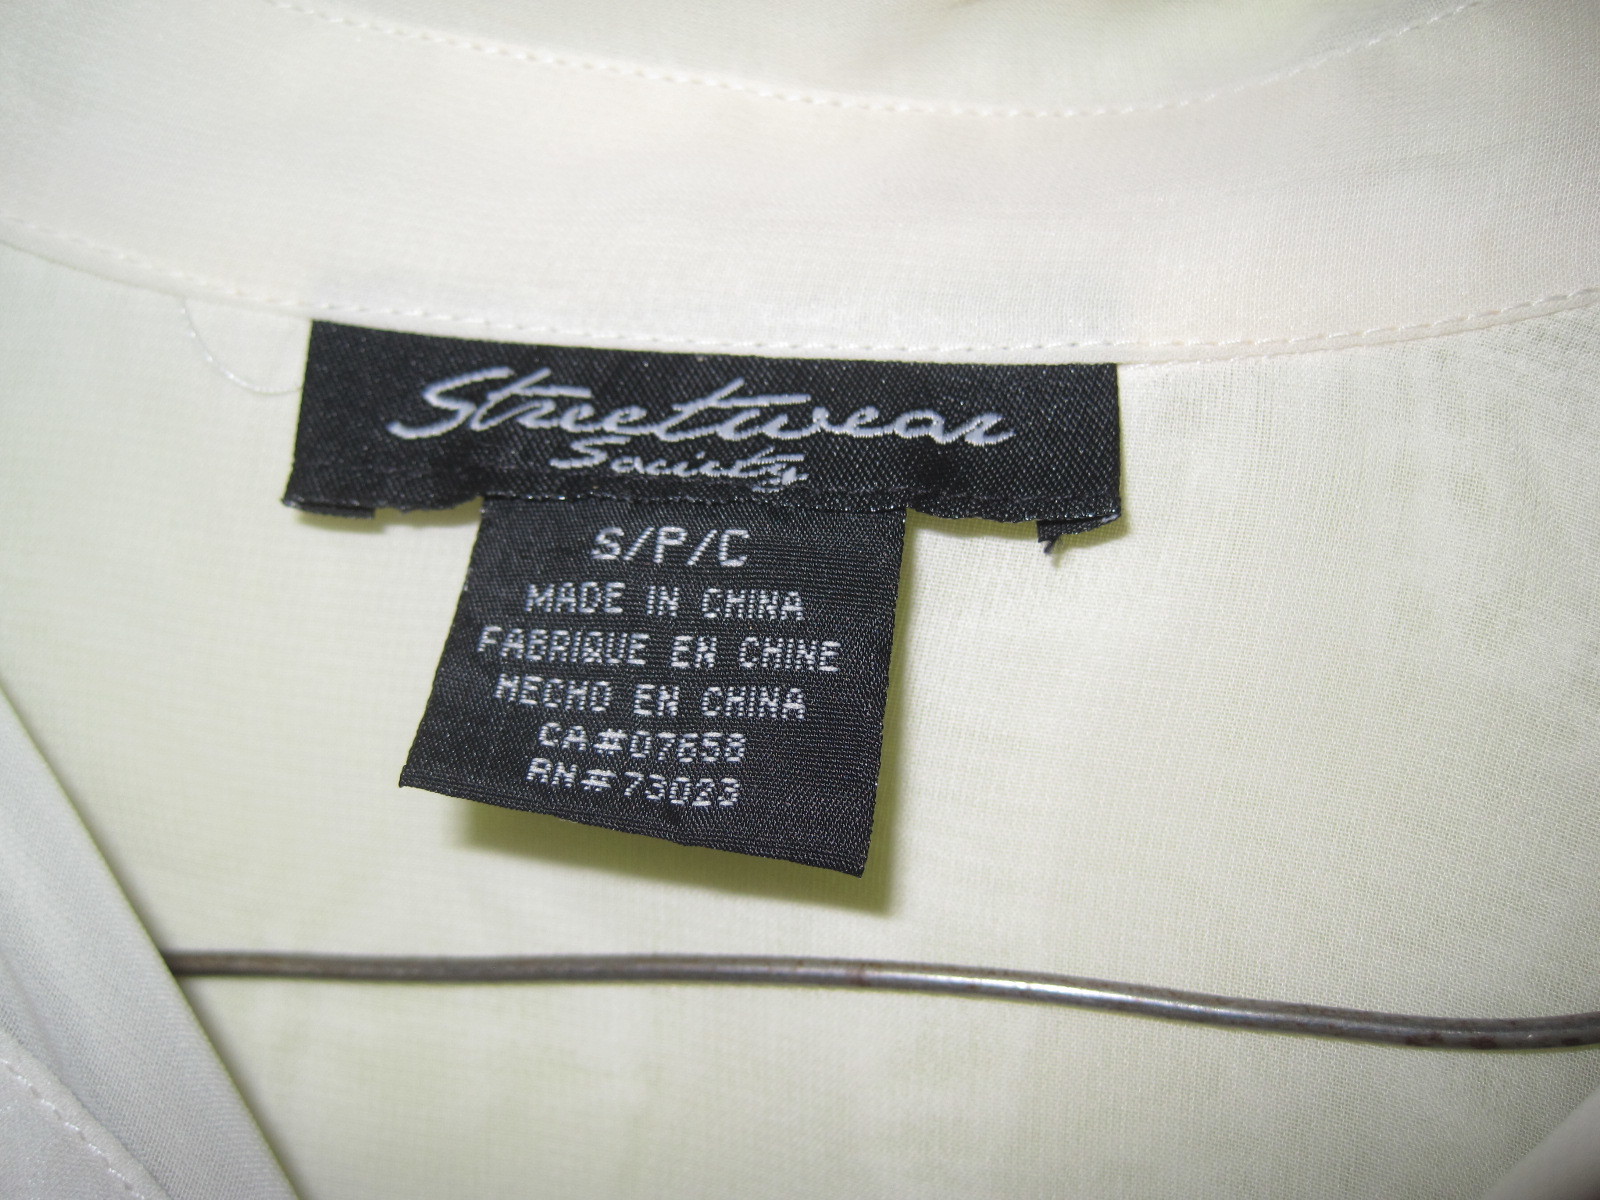 Streetwear
Society
S/P/C
MADE IN CHINA
FABRIQUE EN CHINE
HECHO EN CHINA
CA#07658
RN#73023